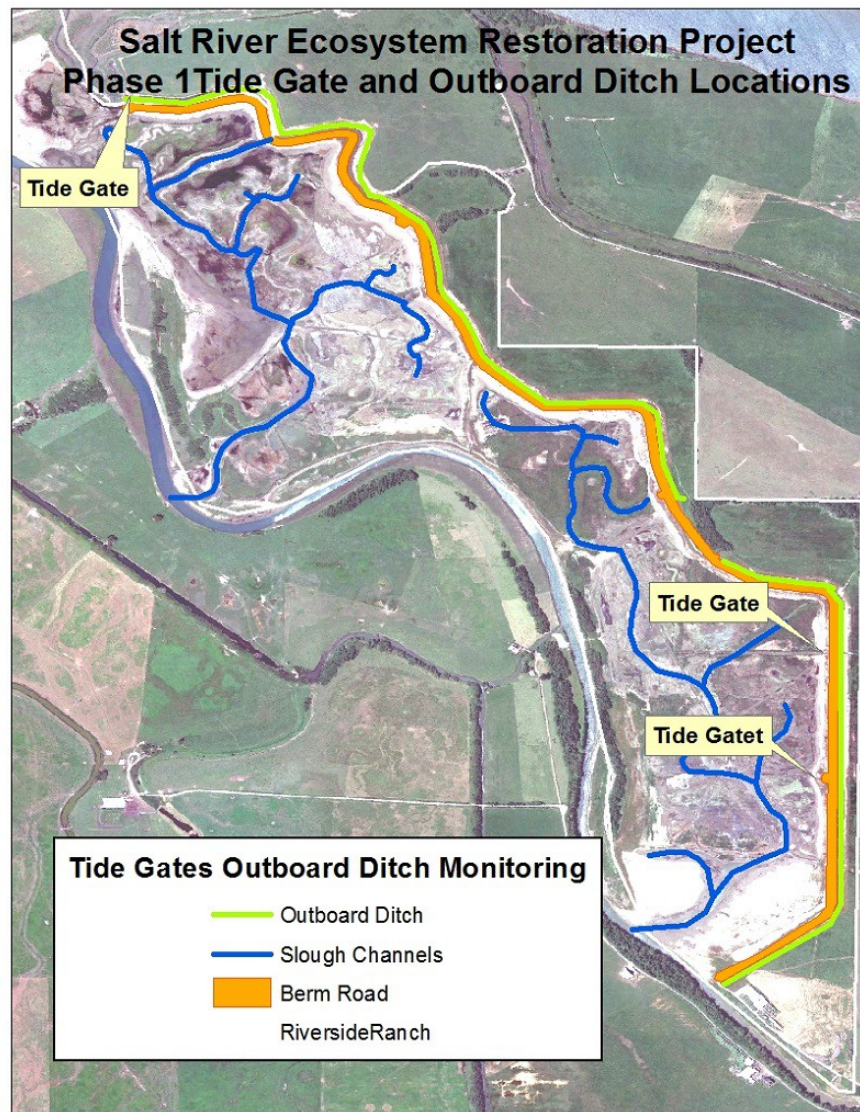 Salt River Ecosystem Restoration Project
Phase 1Tide Gate and Outboard Ditch Locations
Tide Gate
Tide Gate
Tide Gatet
Tide Gates Outboard Ditch Monitoring
Outboard Ditch
Slough Channels
Berm Road
RiversideRanch